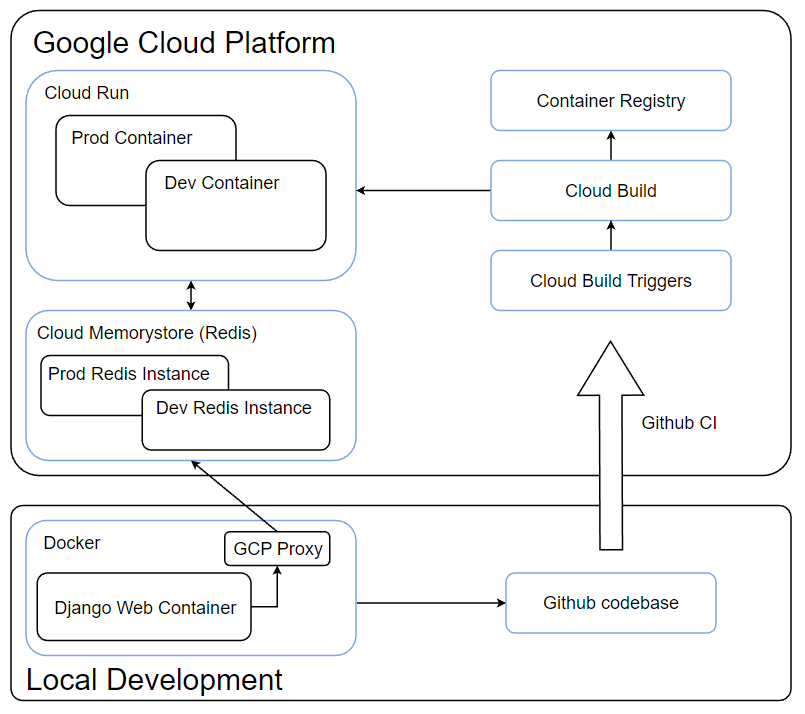 Google Cloud Platform
Cloud Run
Prod Container
Dev Container
Container Registry
Cloud Build
Cloud Build Triggers
Cloud Memorystore (Redis)
Prod Redis Instance
Dev Redis Instance
Github CI
Docker
GCP Proxy
Django Web Container
Github codebase
Local Development